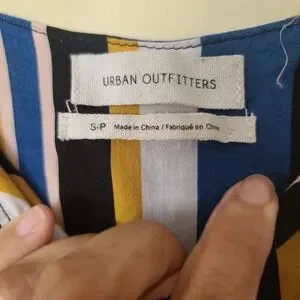 URBAN OUTFITTERS
S-P Made in China / Fabriqué en Chine